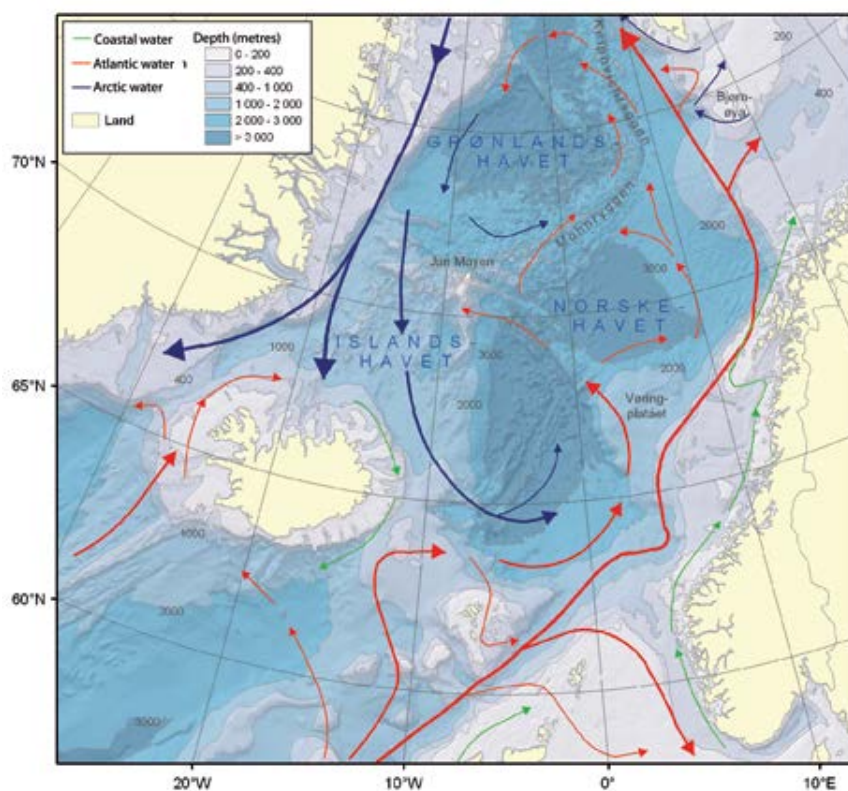 Coastal water
Atlantic water
Arctic water
Land
Depth (metres)
0 - 200
200 - 400
400 - 1 000
1 000 - 2 000
2 000 - 3 000
> 3 000
200
Knipovichryggen
Bjørn-
øya
400
70°N
GRØNLANDS-
HAVET
Mohnryggen
2000
3000
Jan Mayen
NORSKE-
HAVET
ISLANDS-
HAVET
1000
3000
2000
400
65°N
2000
Vøring-
platået
400
1000
60°N
3000
3000
20°W
10°W
0°
10°E